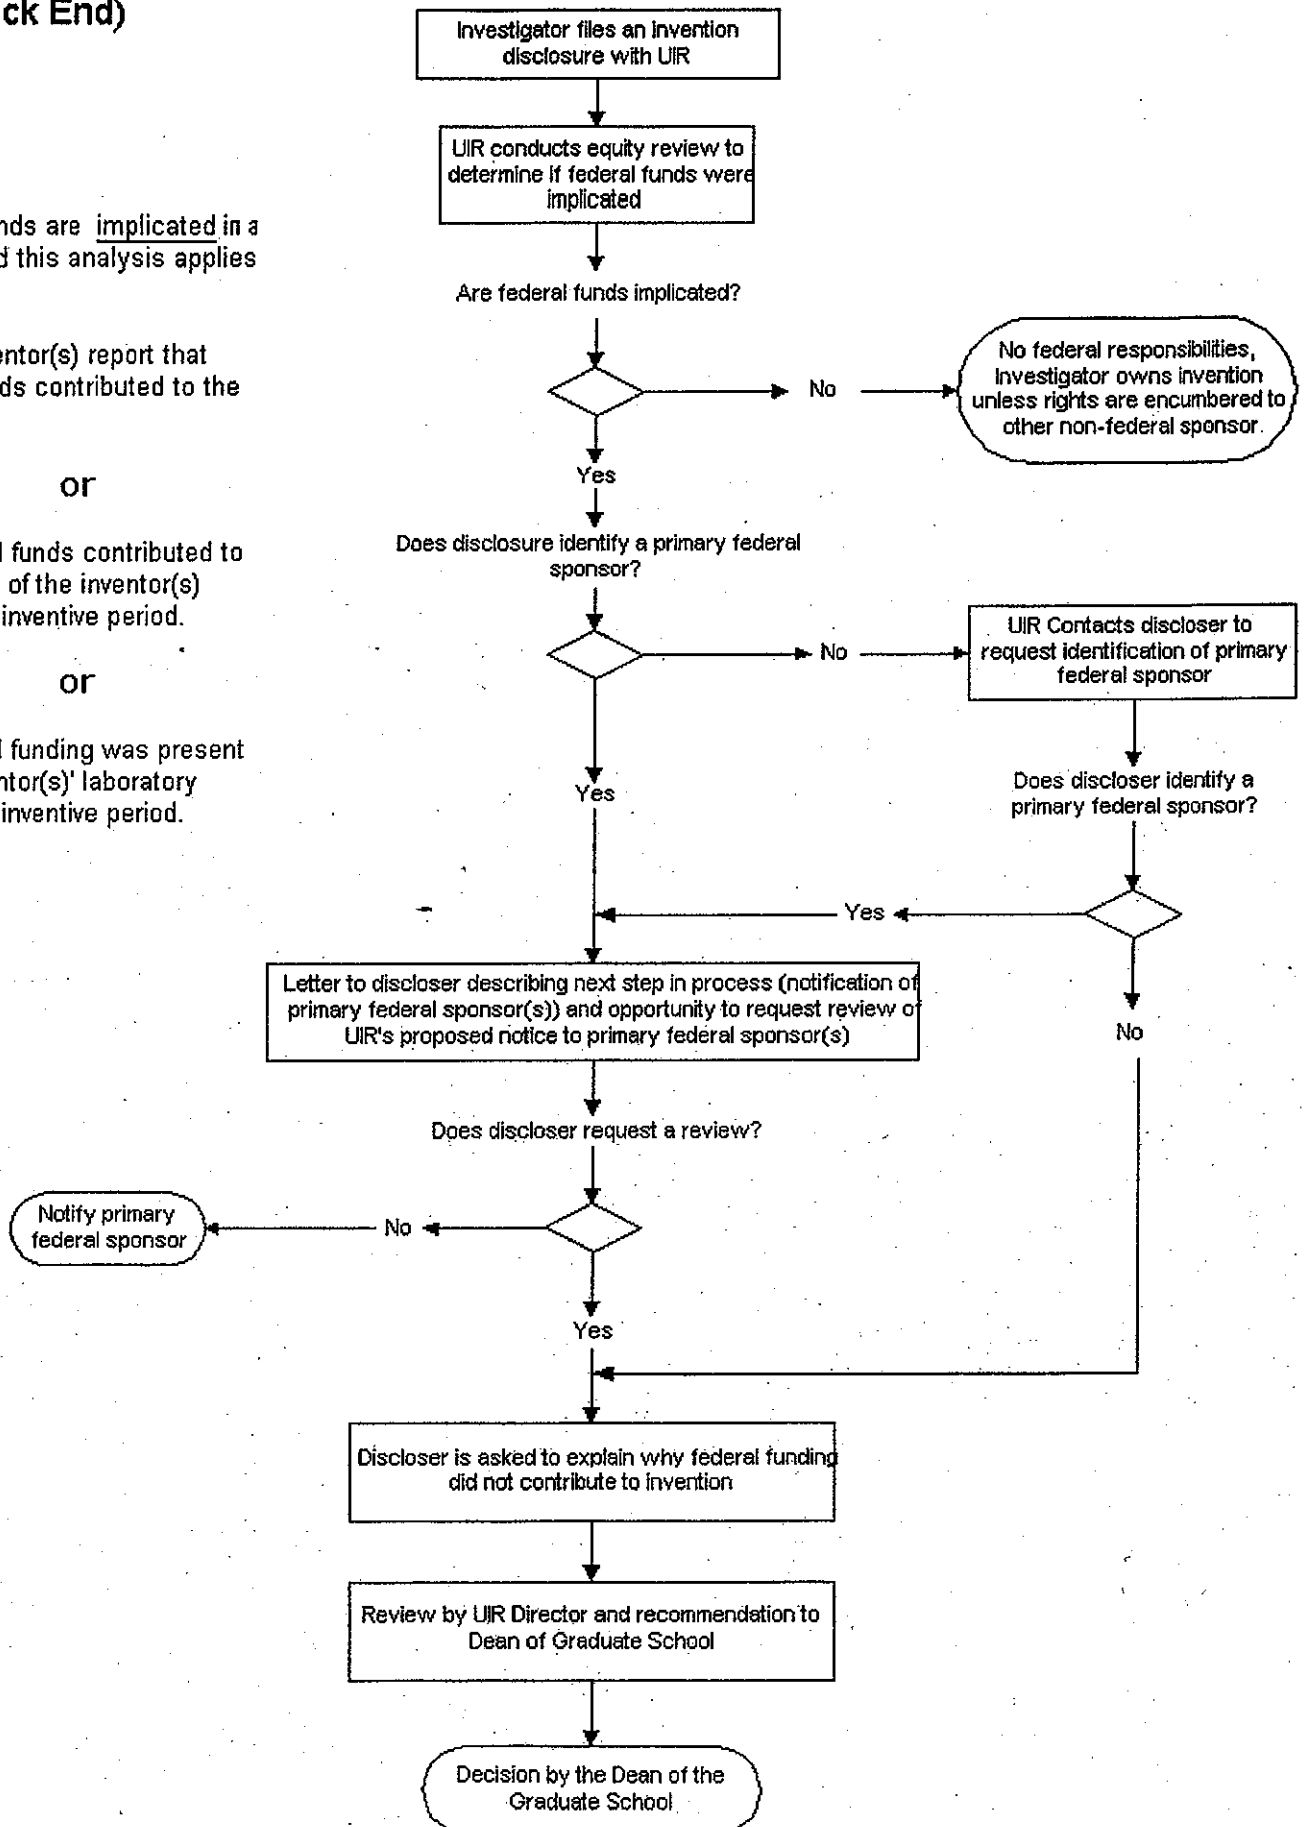 ck End)
Investigator files an invention
disclosure with UIR
UIR conducts equity review to
determine if federal funds were
implicated
nds are implicated in a
d this analysis applies
Are federal funds implicated?
entor(s) report that
ds contributed to the
No
No federal responsibilities,
Investigator owns invention
unless rights are encumbered to
other non-federal sponsor.
Yes
or
Does disclosure identify a primary federal
sponsor?
l funds contributed to
of the inventor(s)
inventive period.
No
UIR Contacts discloser to
request identification of primary
federal sponsor
or
l funding was present
ntor(s)' laboratory
inventive period.
Yes
Does discloser identify a
primary federal sponsor?
Yes
Letter to discloser describing next step in process (notification of
primary federal sponsor(s)) and opportunity to request review of
UIR's proposed notice to primary federal sponsor(s)
No
Does discloser request a review?
Notify primary
federal sponsor
No
Yes
Discloser is asked to explain why federal funding
did not contribute to invention
Review by UIR Director and recommendation to
Dean of Graduate School
Decision by the Dean of the
Graduate School